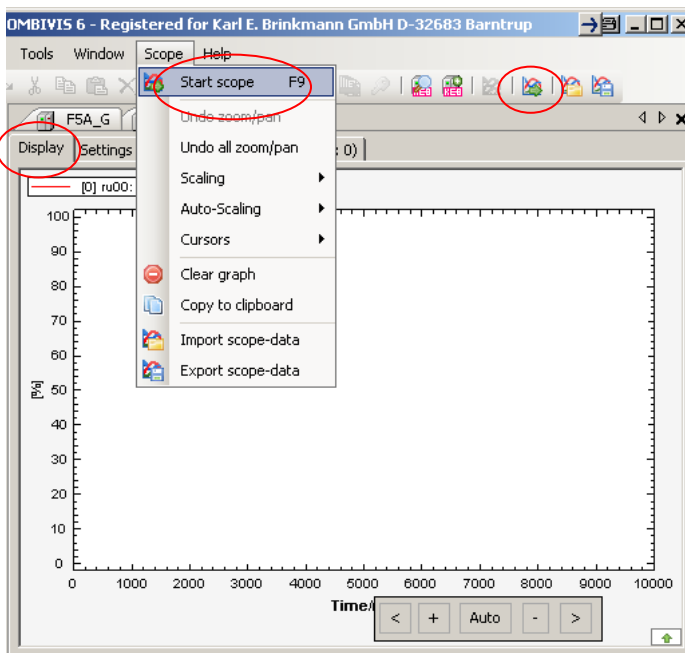 OMBIVIS 6 - Registered for Karl E. Brinkmann GmbH D-32683 Barntrup
Tools Window Scope Help
Start scope F9
F5A_G
Undo zoom/pan
Display Settings : 0)
Undo all zoom/pan
[0] ru00:
Scaling
Auto-Scaling
Cursors
Clear graph
Copy to clipboard
Import scope-data
Export scope-data
100
90
80
70
60
[%] 50
40
30
20
10
0
0 1000 2000 3000 4000 5000 6000 7000 8000 9000 10000
Time/
< + Auto - >